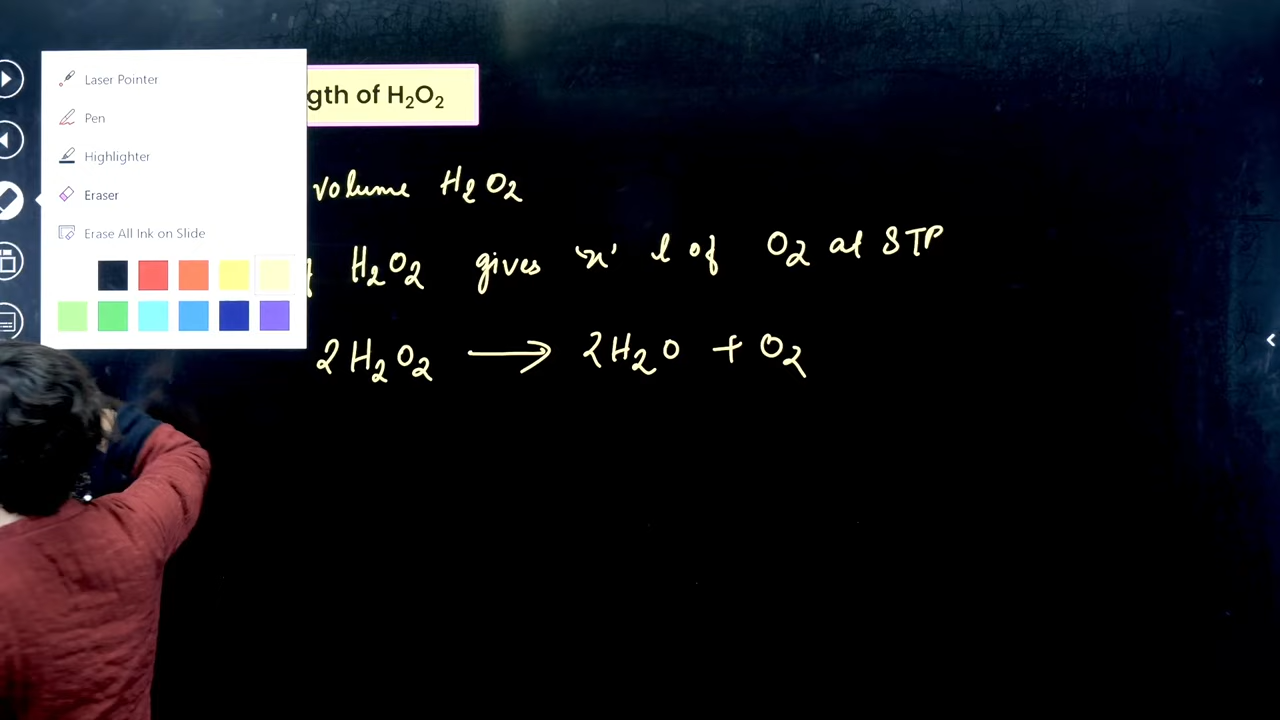 Laser Pointer
Pen
Highlighter
Eraser
Erase All Ink on Slide
gth of H₂O₂
volume H₂O₂
H₂O₂ gives 'x' l of O₂ at STP
2H₂O₂ ⟶ 2H₂O + O₂